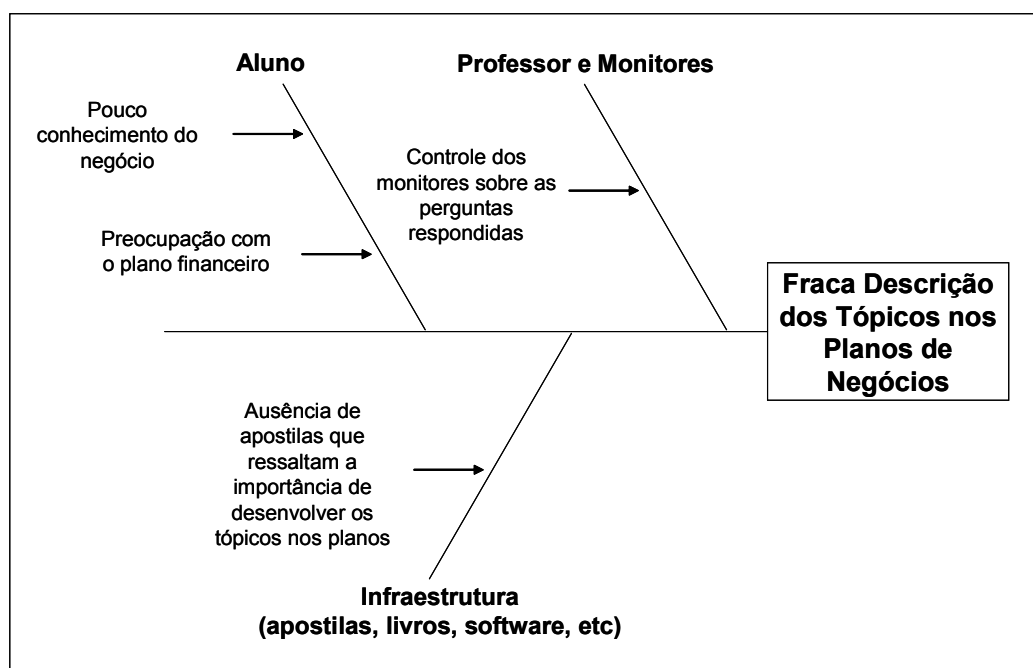 Aluno
Professor e Monitores
Pouco
conhecimento do
negócio
Controle dos
monitores sobre as
perguntas
respondidas
Preocupação com
o plano financeiro
Fraca Descrição
dos Tópicos nos
Planos de
Negócios
Ausência de
apostilas que
ressaltam a
importância de
desenvolver os
tópicos nos planos
Infraestrutura
(apostilas, livros, software, etc)